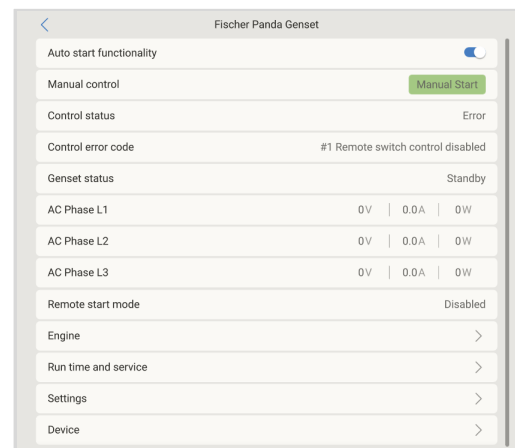 Fischer Panda Genset
Auto start functionality
Manual control Manual Start
Control status Error
Control error code #1 Remote switch control disabled
Genset status Standby
AC Phase L1 0V 0.0A 0W
AC Phase L2 0V 0.0A 0W
AC Phase L3 0V 0.0A 0W
Remote start mode Disabled
Engine
Run time and service
Settings
Device